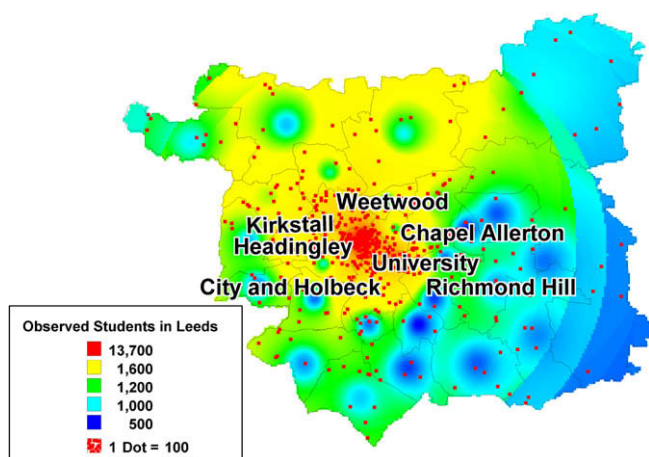 Weetwood
Kirkstall
Chapel Allerton
Headingley
University
City and Holbeck
Richmond Hill
Observed Students in Leeds
13,700
1,600
1,200
1,000
500
1 Dot = 100